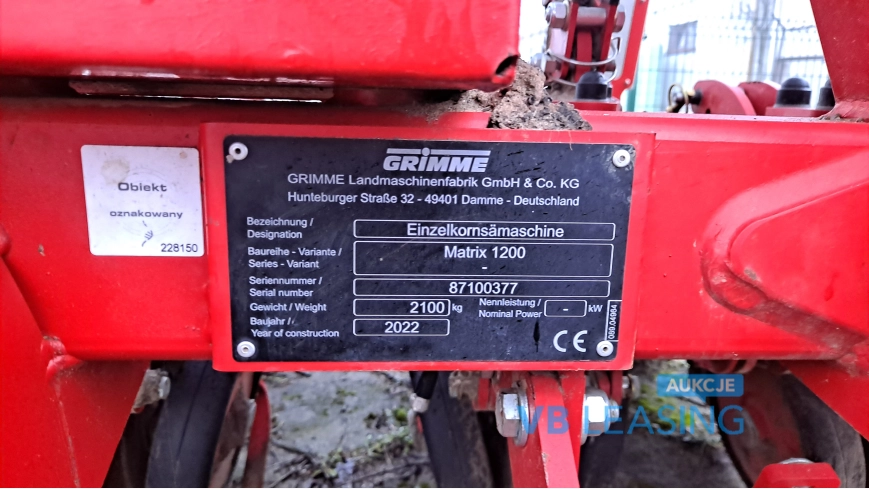 GRIMME
GRIMME Landmaschinenfabrik GmbH & Co. KG
Hunteburger Straße 32 - 49401 Damme - Deutschland
Bezeichnung / Designation
Einzelkornsämaschine
Baureihe - Variante / Series - Variant
Matrix 1200
-
Seriennummer / Serial number
87100377
Gewicht / Weight
2100 kg
Nennleistung / Nominal Power
- kW
Baujahr / Year of construction
2022
CE
089.04984
Obiekt
oznakowany
228150
AUKCJE
VB LEASING